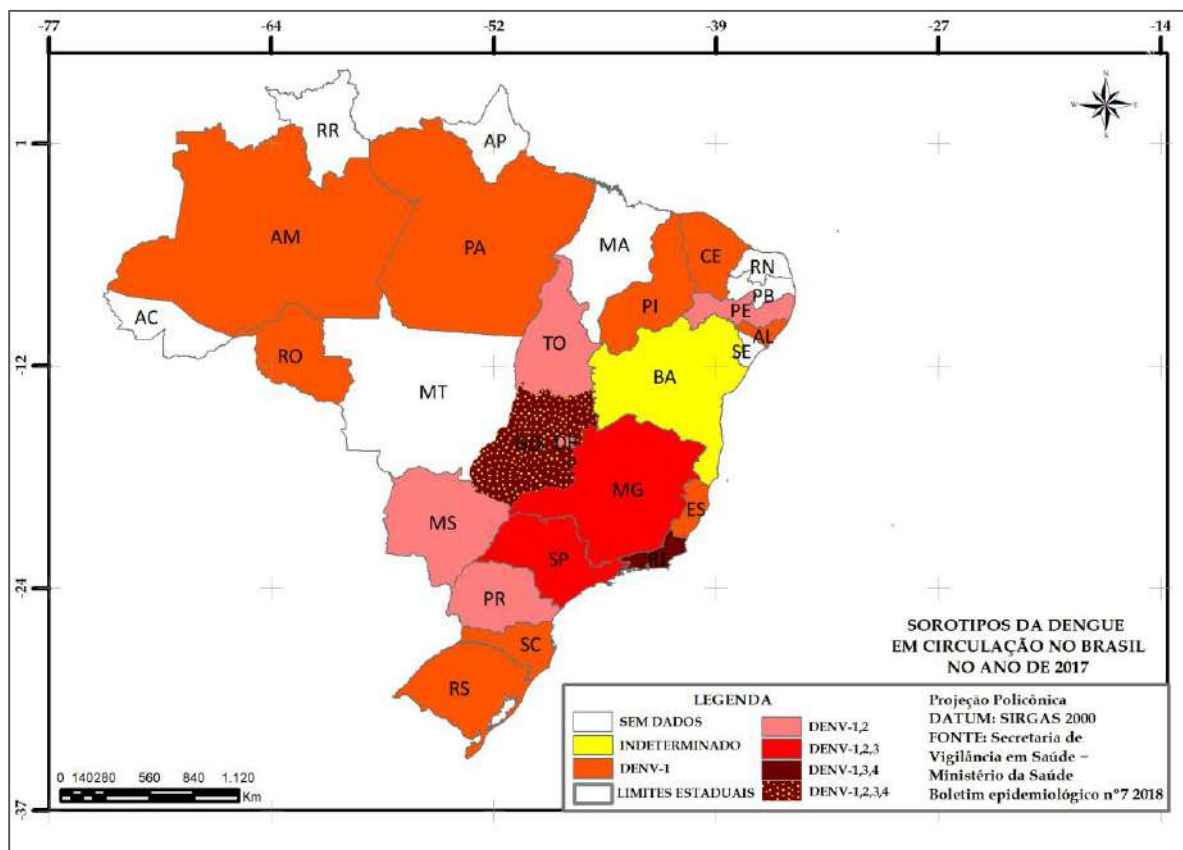 -77 -64 -52 -39 -27 -14
N
W E
S
1
RR
AP
AM
PA
MA
CE
RN
PB
PI
PE
AC
AL
SE
RO
TO
BA
MT
-12
GO DF
MG
ES
MS
SP
RJ
-24
PR
SC
RS
-37
SOROTIPOS DA DENGUE
EM CIRCULAÇÃO NO BRASIL
NO ANO DE 2017
LEGENDA
SEM DADOS
INDETERMINADO
DENV-1
LIMITES ESTADUAIS
DENV-1,2
DENV-1,2,3
DENV-1,3,4
DENV-1,2,3,4
Projeção Policônica
DATUM: SIRGAS 2000
FONTE: Secretaria de
Vigilância em Saúde –
Ministério da Saúde
Boletim epidemiológico nº7 2018
0 140280 560 840 1.120
Km